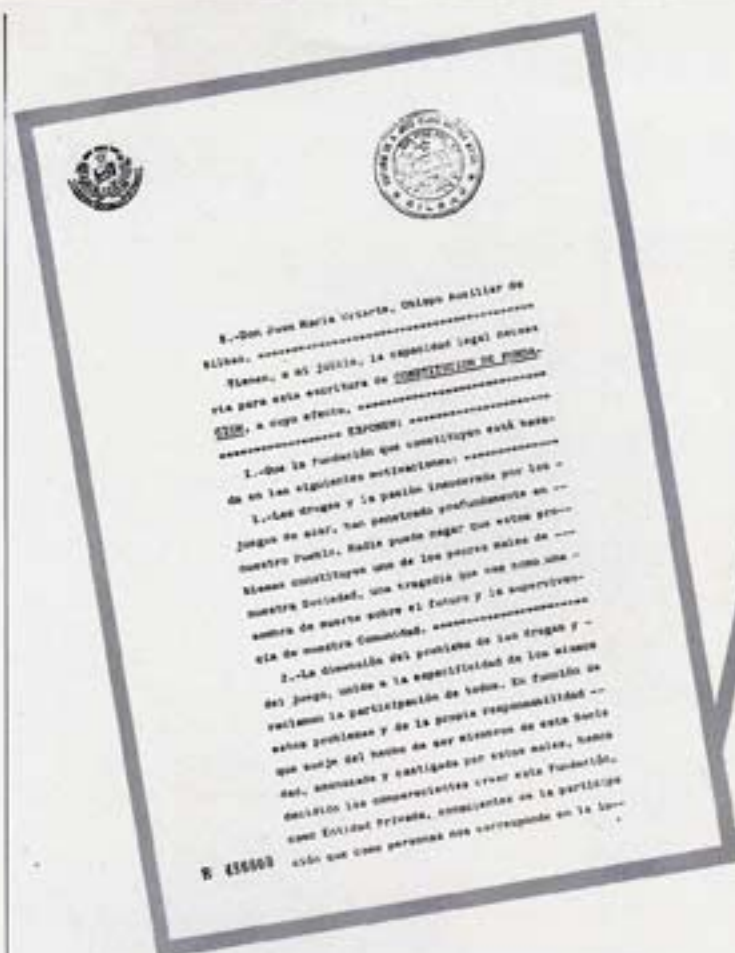 BILBAO
8.-Don Juan María Uriarte, Obispo Auxiliar de
Bilbao, ------------------------------------
Tienen, a mi juicio, la capacidad legal necesa
ria para esta escritura de CONSTITUCION DE FUNDA-
CION, a cuyo efecto, ------------------------
------------------ EXPONEN: ------------------
I.-Que la Fundación que constituyen está basa-
da en las siguientes motivaciones: --------------
1.-Las drogas y la pasión inmoderada por los -
juegos de azar, han penetrado profundamente en --
nuestro Pueblo. Nadie puede negar que estos pro--
blemas constituyen uno de los peores males de ---
nuestra Sociedad, una tragedia que cae como una -
sombra de muerte sobre el futuro y la superviven-
cia de nuestra Comunidad. ----------------------
2.-La dimensión del problema de las drogas y -
del juego, unido a la especificidad de los mismos
reclaman la participación de todos. En función de
estos problemas y de la propia responsabilidad --
que surje del hecho de ser miembros de esta Socie
dad, amenazada y castigada por estos males, hemos
decidido los comparecientes crear esta Fundación,
como Entidad Privada, conscientes de la participa
ción que como personas nos corresponde en la lu--